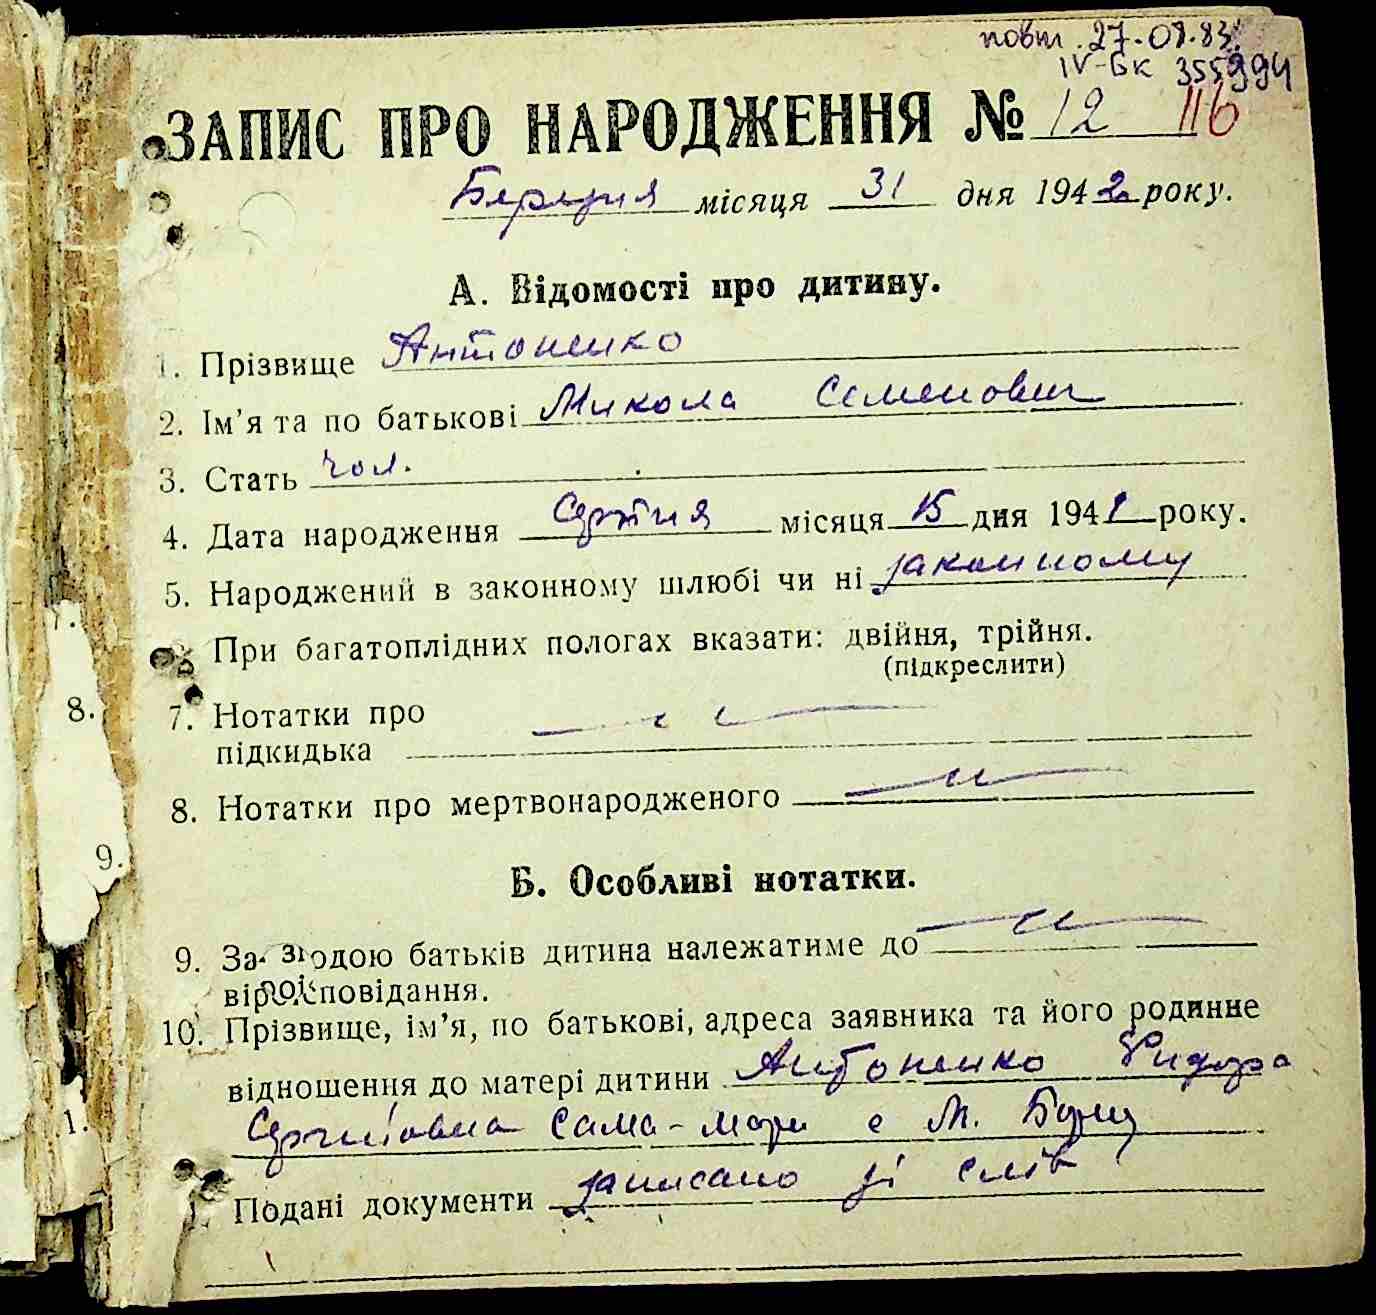 повт. 27.07.83.
IV-БК 355994
ЗАПИС ПРО НАРОДЖЕННЯ № 12 116
Березня місяця 31 дня 1942 року.
А. Відомості про дитину.
1. Прізвище Антоненко
2. Ім'я та по батькові Микола Семенович
3. Стать чол.
4. Дата народження Серпня місяця 15 дня 1941 року.
5. Народжений в законному шлюбі чи ні законному
При багатоплідних пологах вказати: двійня, трійня.
(підкреслити)
8.
7. Нотатки про
підкидька — " —
8. Нотатки про мертвонародженого — " —
9.
Б. Особливі нотатки.
9. За згодою батьків дитина належатиме до — " —
віросповідання.
10. Прізвище, ім'я, по батькові, адреса заявника та його родинне
відношення до матері дитини Антоненко
Сергіївна сама-мати с М.
1.
Подані документи записано зі слів